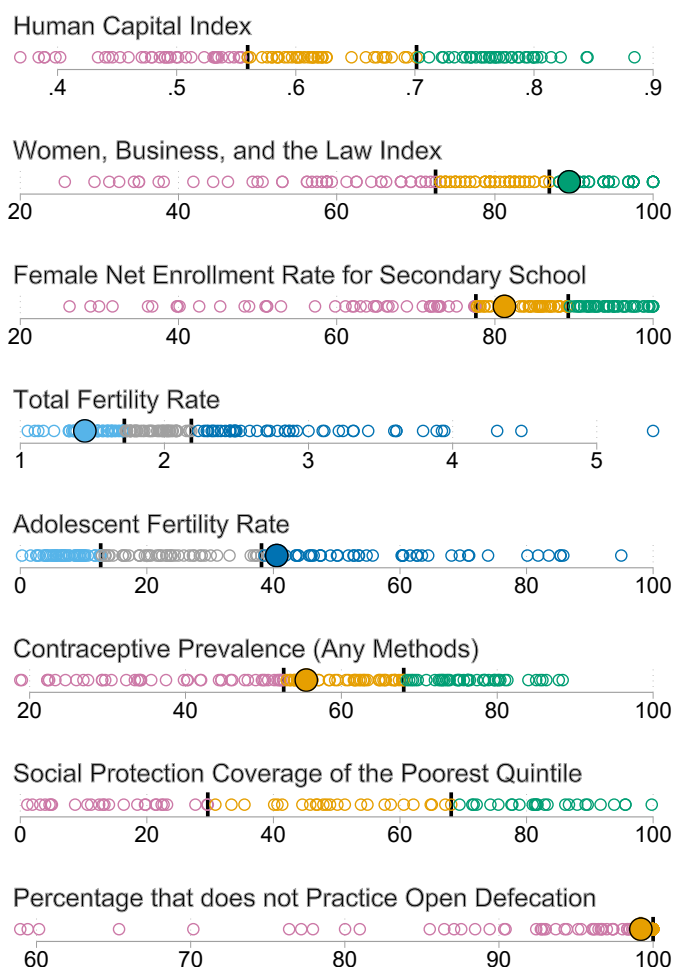 Human Capital Index
.4 .5 .6 .7 .8 .9
Women, Business, and the Law Index
20 40 60 80 100
Female Net Enrollment Rate for Secondary School
20 40 60 80 100
Total Fertility Rate
1 2 3 4 5
Adolescent Fertility Rate
0 20 40 60 80 100
Contraceptive Prevalence (Any Methods)
20 40 60 80 100
Social Protection Coverage of the Poorest Quintile
0 20 40 60 80 100
Percentage that does not Practice Open Defecation
60 70 80 90 100